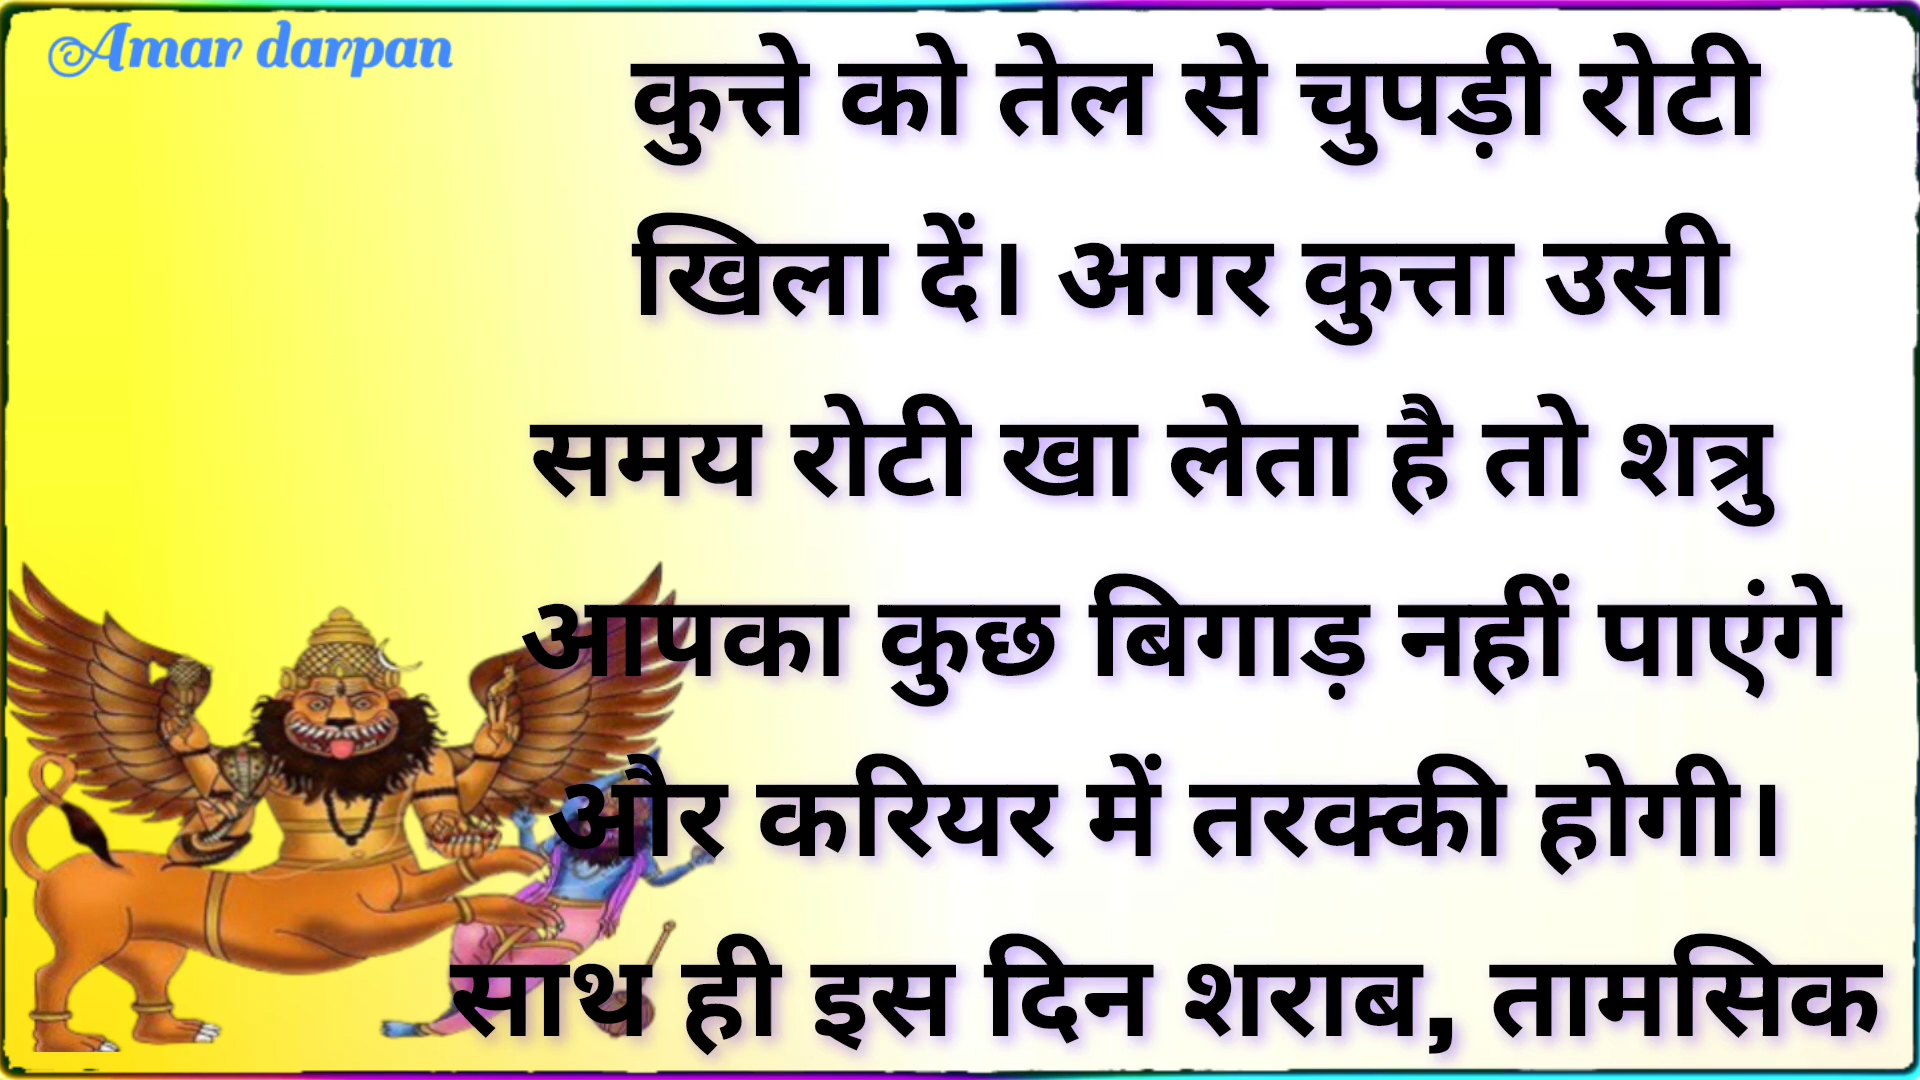 Amar darpan
कुत्ते को तेल से चुपड़ी रोटी
खिला दें। अगर कुत्ता उसी
समय रोटी खा लेता है तो शत्रु
आपका कुछ बिगाड़ नहीं पाएंगे
और करियर में तरक्की होगी।
साथ ही इस दिन शराब, तामसिक